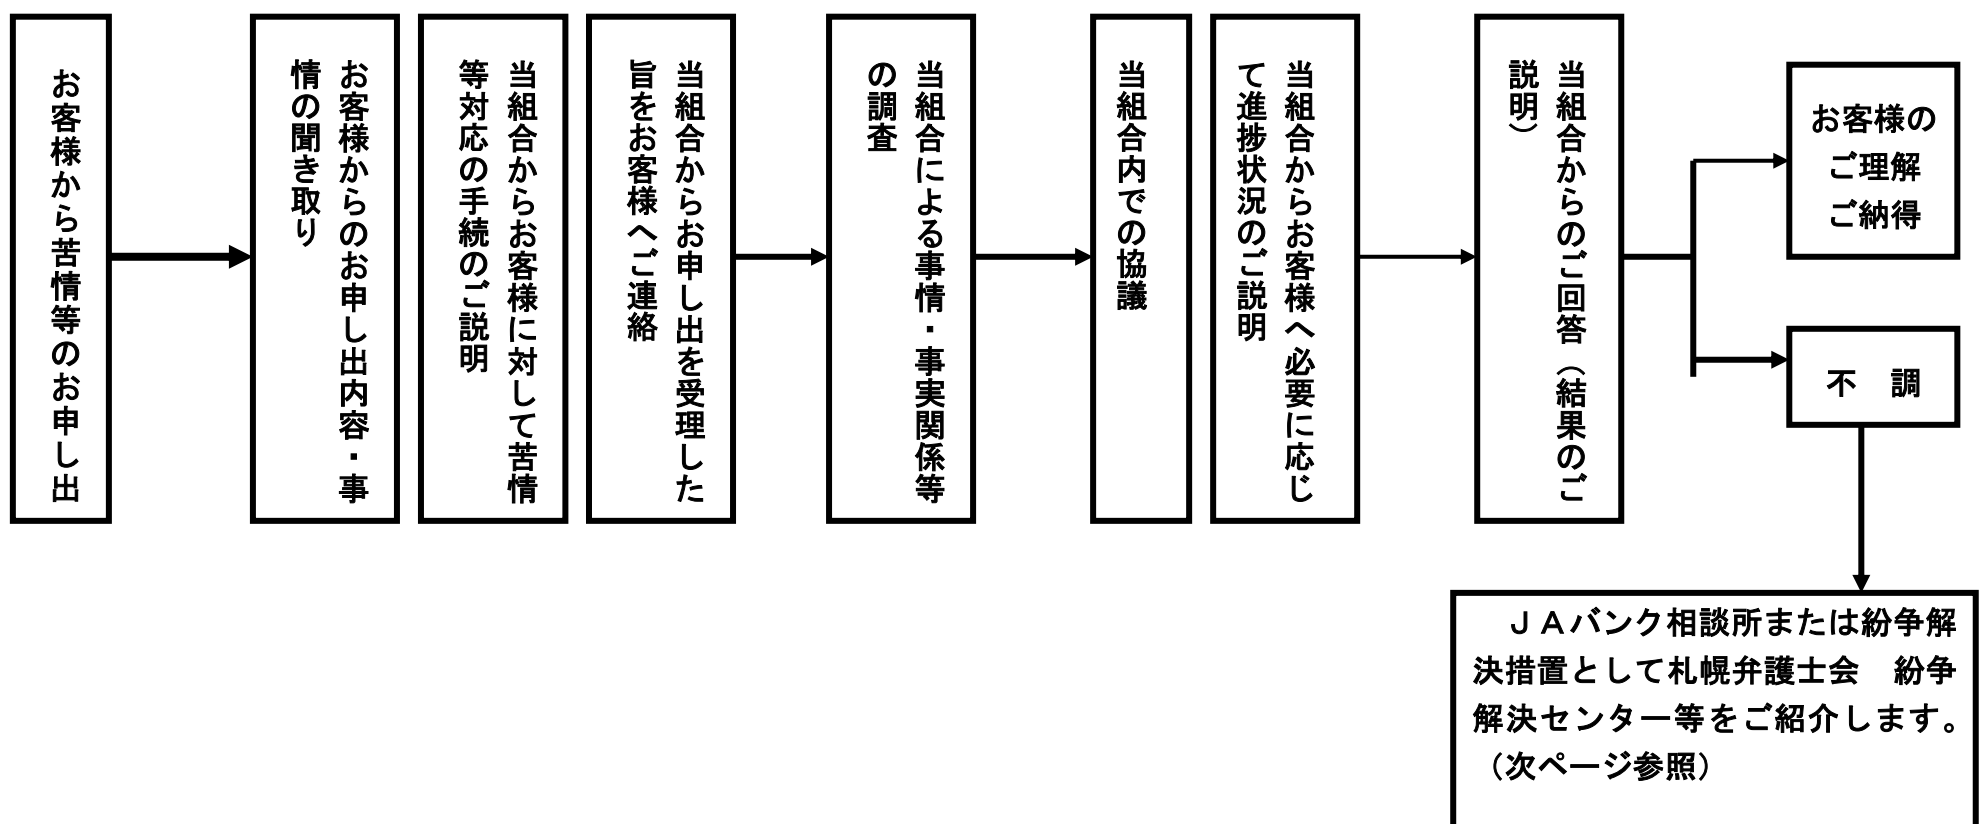 お客様から苦情等のお申し出
お客様からのお申し出内容・事
情の聞き取り
当組合からお客様に対して苦情
等対応の手続のご説明
当組合からお申し出を受理した
旨をお客様へご連絡
当組合による事情・事実関係等
の調査
当組合内での協議
当組合からお客様へ必要に応じ
て進捗状況のご説明
当組合からのご回答（結果のご
説明）
お客様の
ご理解
ご納得
不　調
ＪＡバンク相談所または紛争解
決措置として札幌弁護士会　紛争
解決センター等をご紹介します。
（次ページ参照）